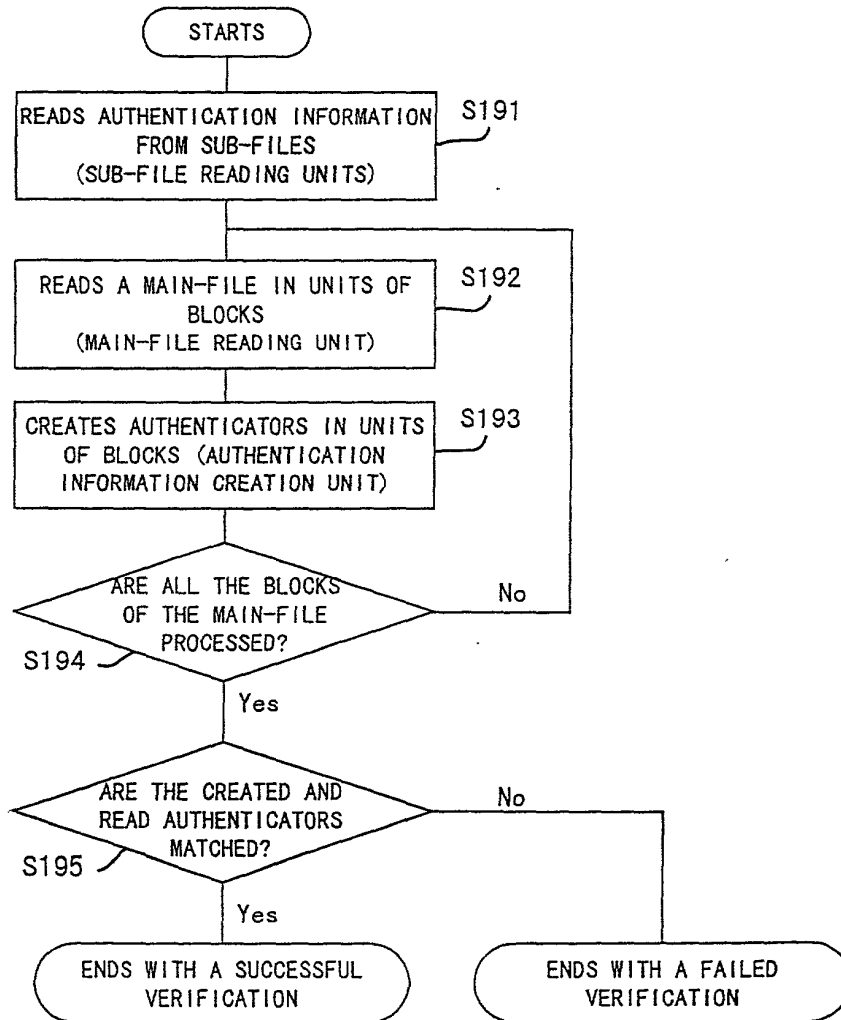 STARTS
READS AUTHENTICATION INFORMATION
FROM SUB-FILES
(SUB-FILE READING UNITS)
S191
READS A MAIN-FILE IN UNITS OF
BLOCKS
(MAIN-FILE READING UNIT)
S192
CREATES AUTHENTICATORS IN UNITS
OF BLOCKS (AUTHENTICATION
INFORMATION CREATION UNIT)
S193
ARE ALL THE BLOCKS
OF THE MAIN-FILE
PROCESSED?
No
S194
Yes
ARE THE CREATED AND
READ AUTHENTICATORS
MATCHED?
No
S195
Yes
ENDS WITH A SUCCESSFUL
VERIFICATION
ENDS WITH A FAILED
VERIFICATION